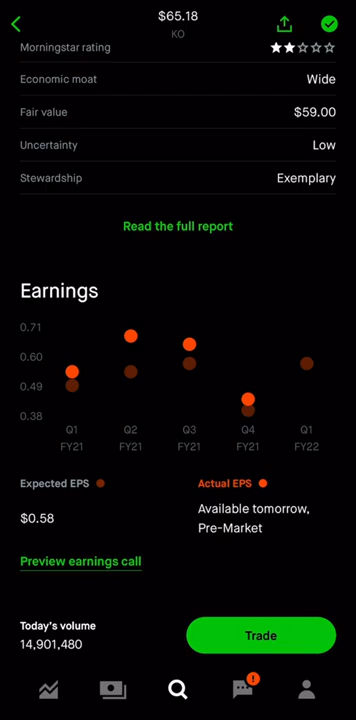 $65.18
KO
Morningstar rating
Economic moat Wide
Fair value $59.00
Uncertainty Low
Stewardship Exemplary
Read the full report
Earnings
0.71
0.60
0.49
0.38
Q1 Q2 Q3 Q4 Q1
FY21 FY21 FY21 FY21 FY22
Expected EPS Actual EPS
$0.58 Available tomorrow,
Pre-Market
Preview earnings call
Today's volume
14,901,480
Trade
!